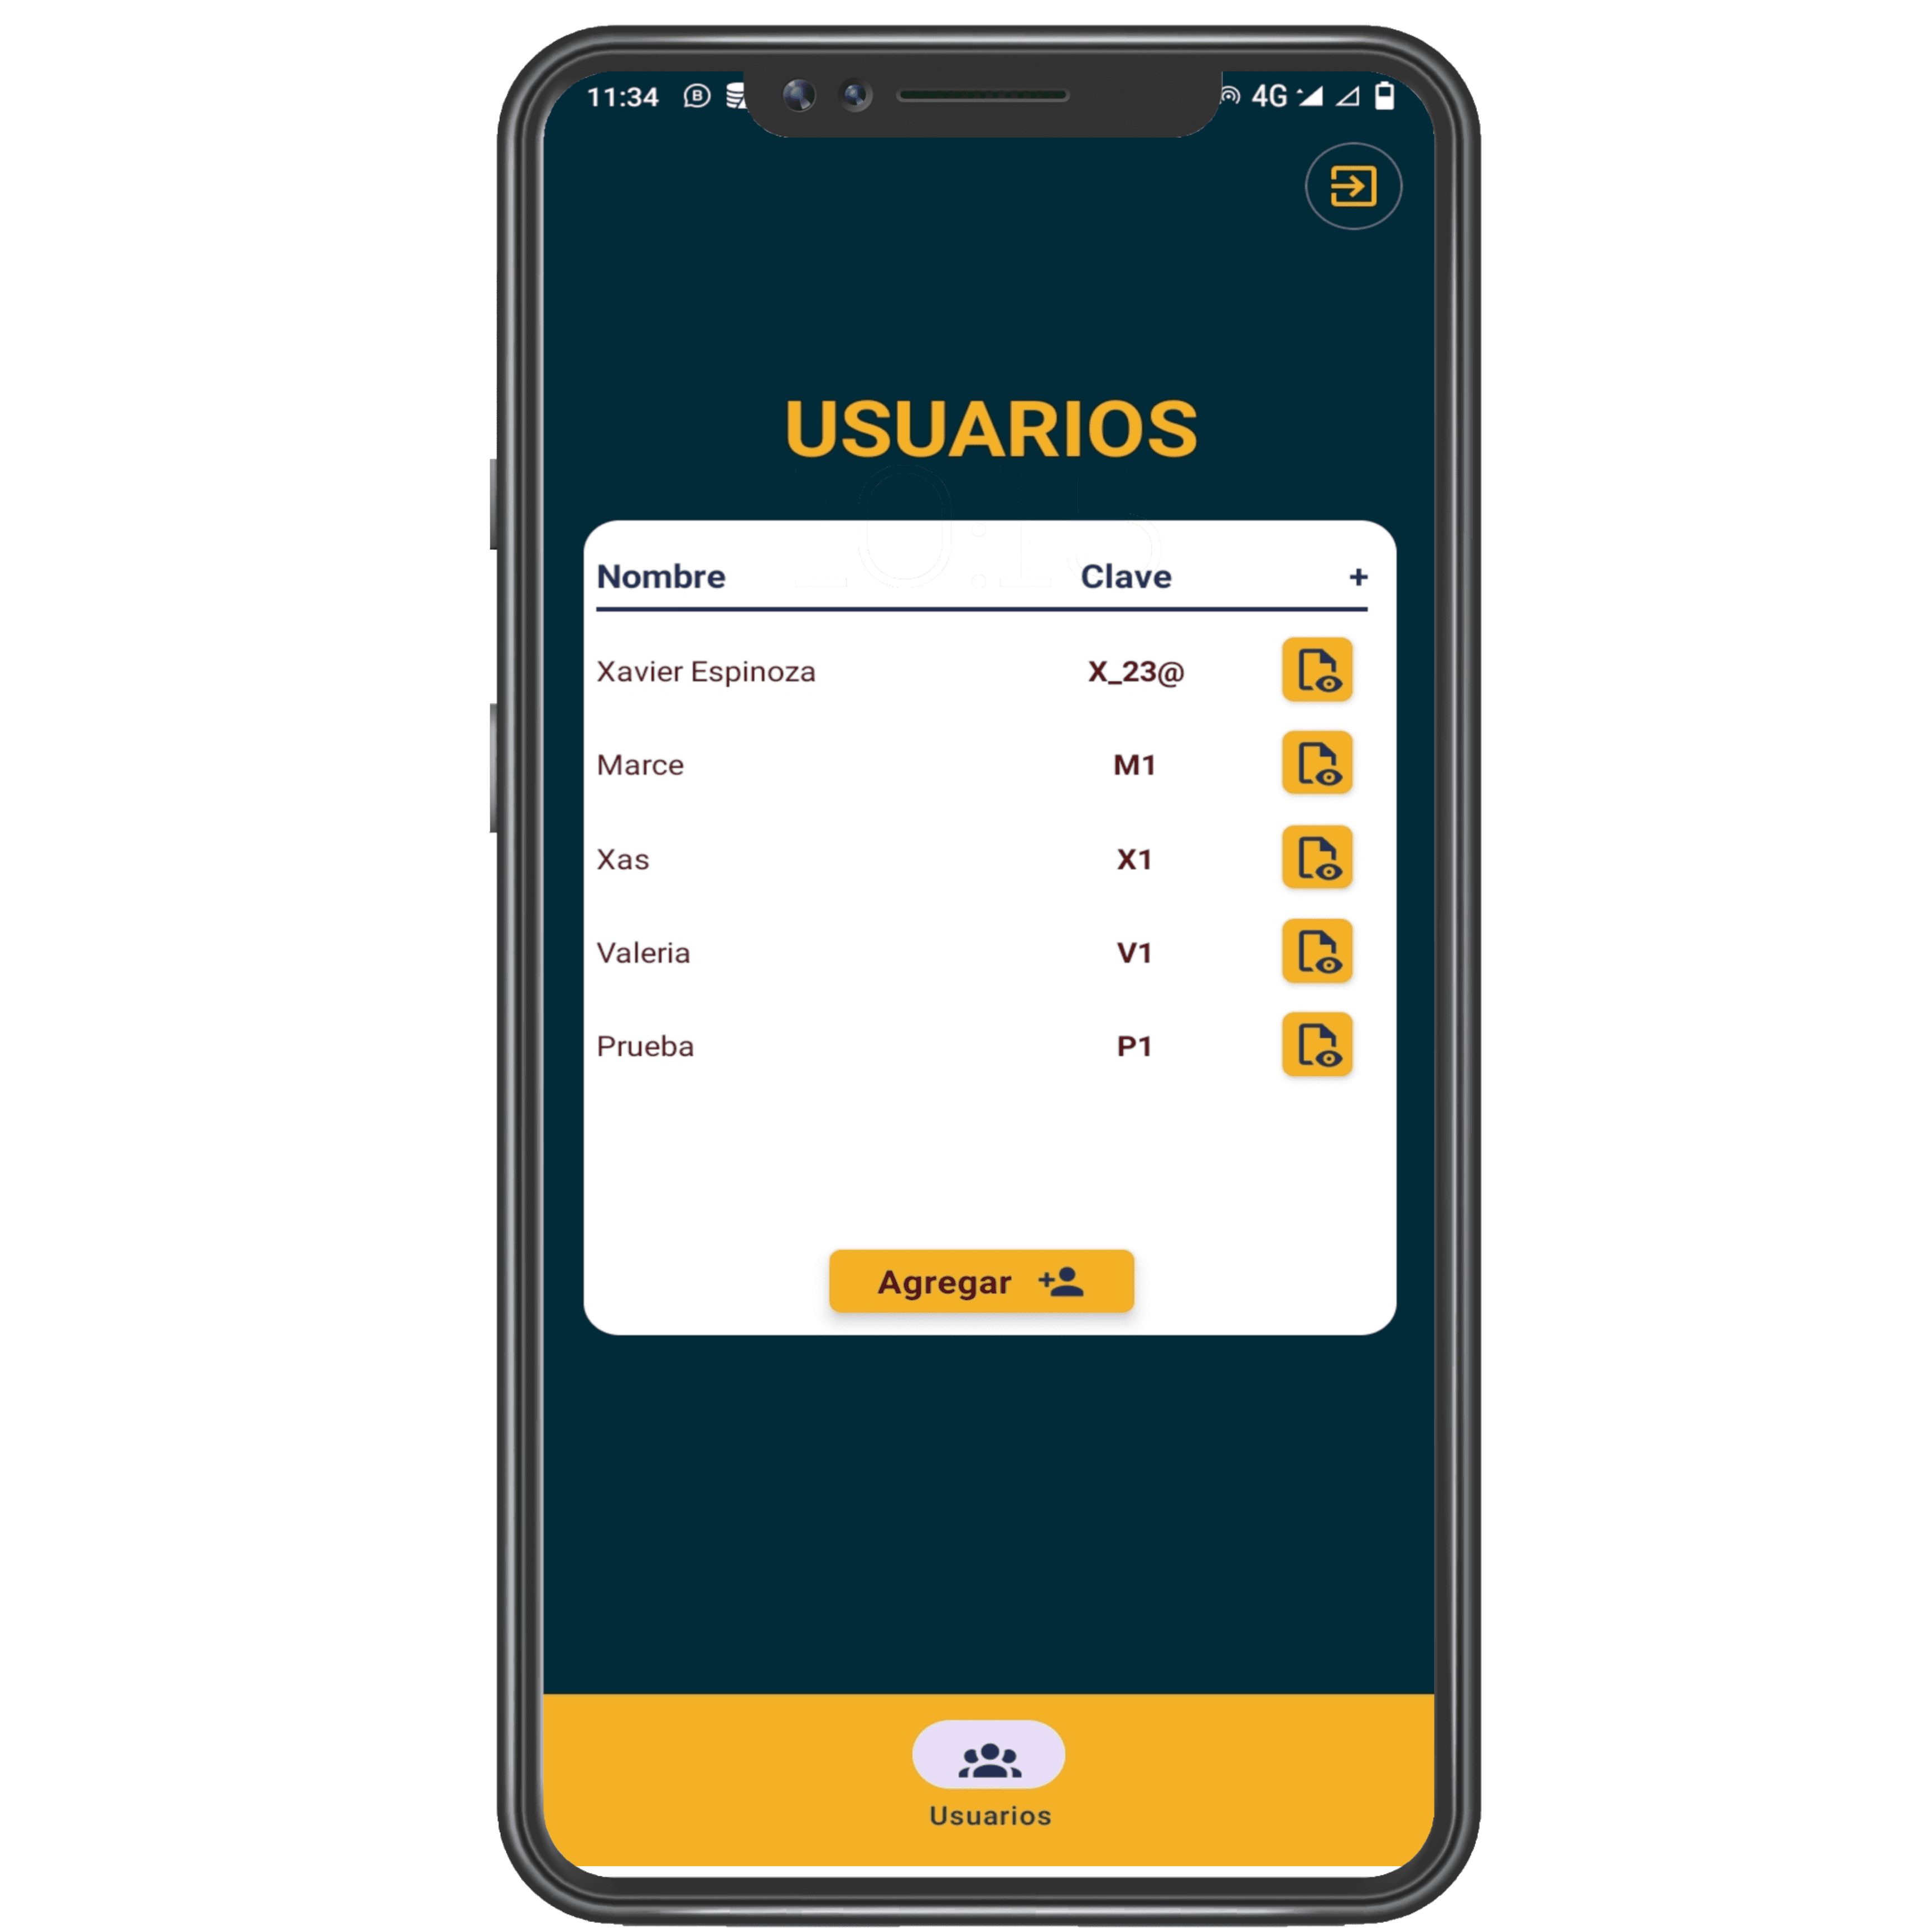 11:34 4G
USUARIOS
Nombre Clave +
Xavier Espinoza X_23@
Marce M1
Xas X1
Valeria V1
Prueba P1
Agregar
Usuarios